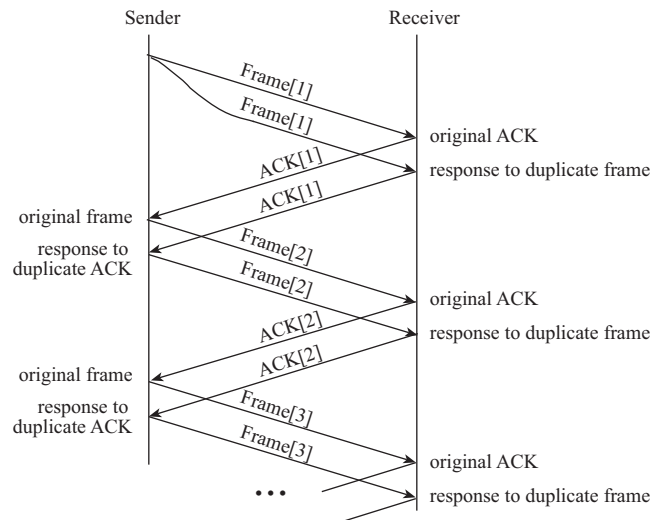 Sender
Receiver
Frame[1]
Frame[1]
original ACK
ACK[1]
response to duplicate frame
ACK[1]
original frame
Frame[2]
response to
duplicate ACK
Frame[2]
original ACK
ACK[2]
response to duplicate frame
ACK[2]
original frame
Frame[3]
response to
duplicate ACK
Frame[3]
original ACK
response to duplicate frame